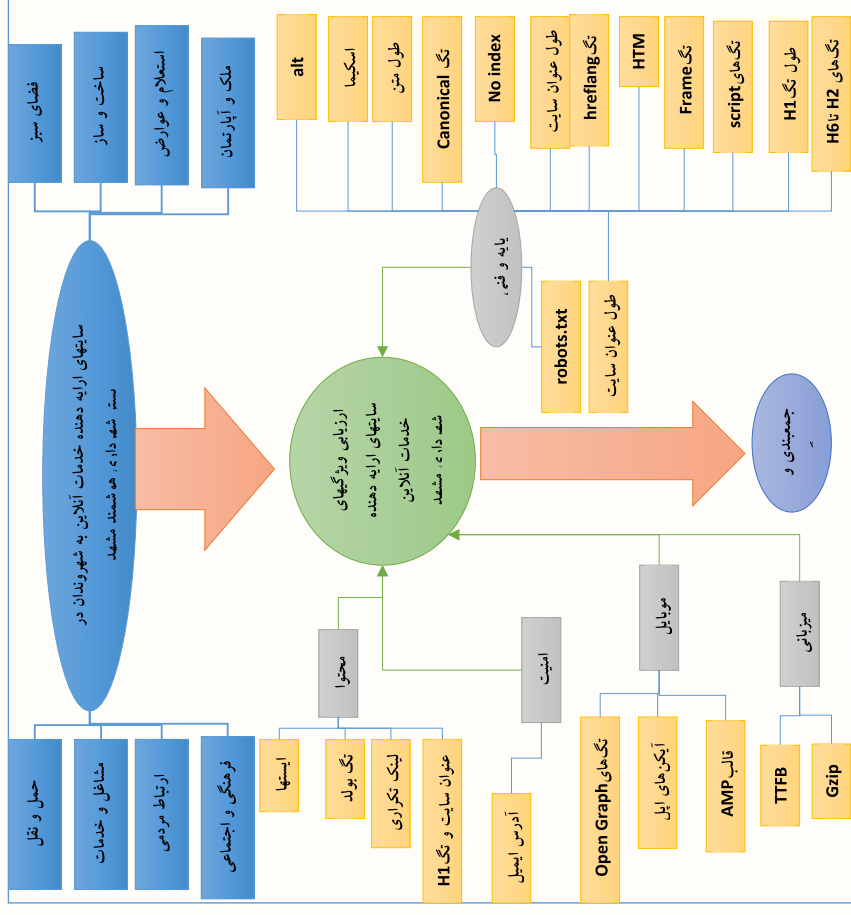 فضای سبز
ساخت و ساز
استعلام و عوارض
ملک و آپارتمان
سایتهای ارایه دهنده خدمات آنلاین به شهروندان در
بستر شهرداری هوشمند مشهد
حمل و نقل
مشاغل و خدمات
ارتباط مردمی
فرهنگی و اجتماعی
alt
اسکیما
طول متن
تگ Canonical
No index
طول عنوان سایت
تگ hreflang
HTM
تگ Frame
تگ‌های script
طول تگ H1
تگ‌های H2 تا H6
پایه و فنی
robots.txt
طول عنوان سایت
ارزیابی ویژگیهای
سایتهای ارایه دهنده
خدمات آنلاین
شهرداری مشهد
محتوا
ایستها
تگ بولد
لینک تکراری
عنوان سایت و تگ H1
امنیت
آدرس ایمیل
موبایل
تگ‌های Open Graph
آیکن‌های اپل
قالب AMP
میزبانی
TTFB
Gzip
جمعبندی و